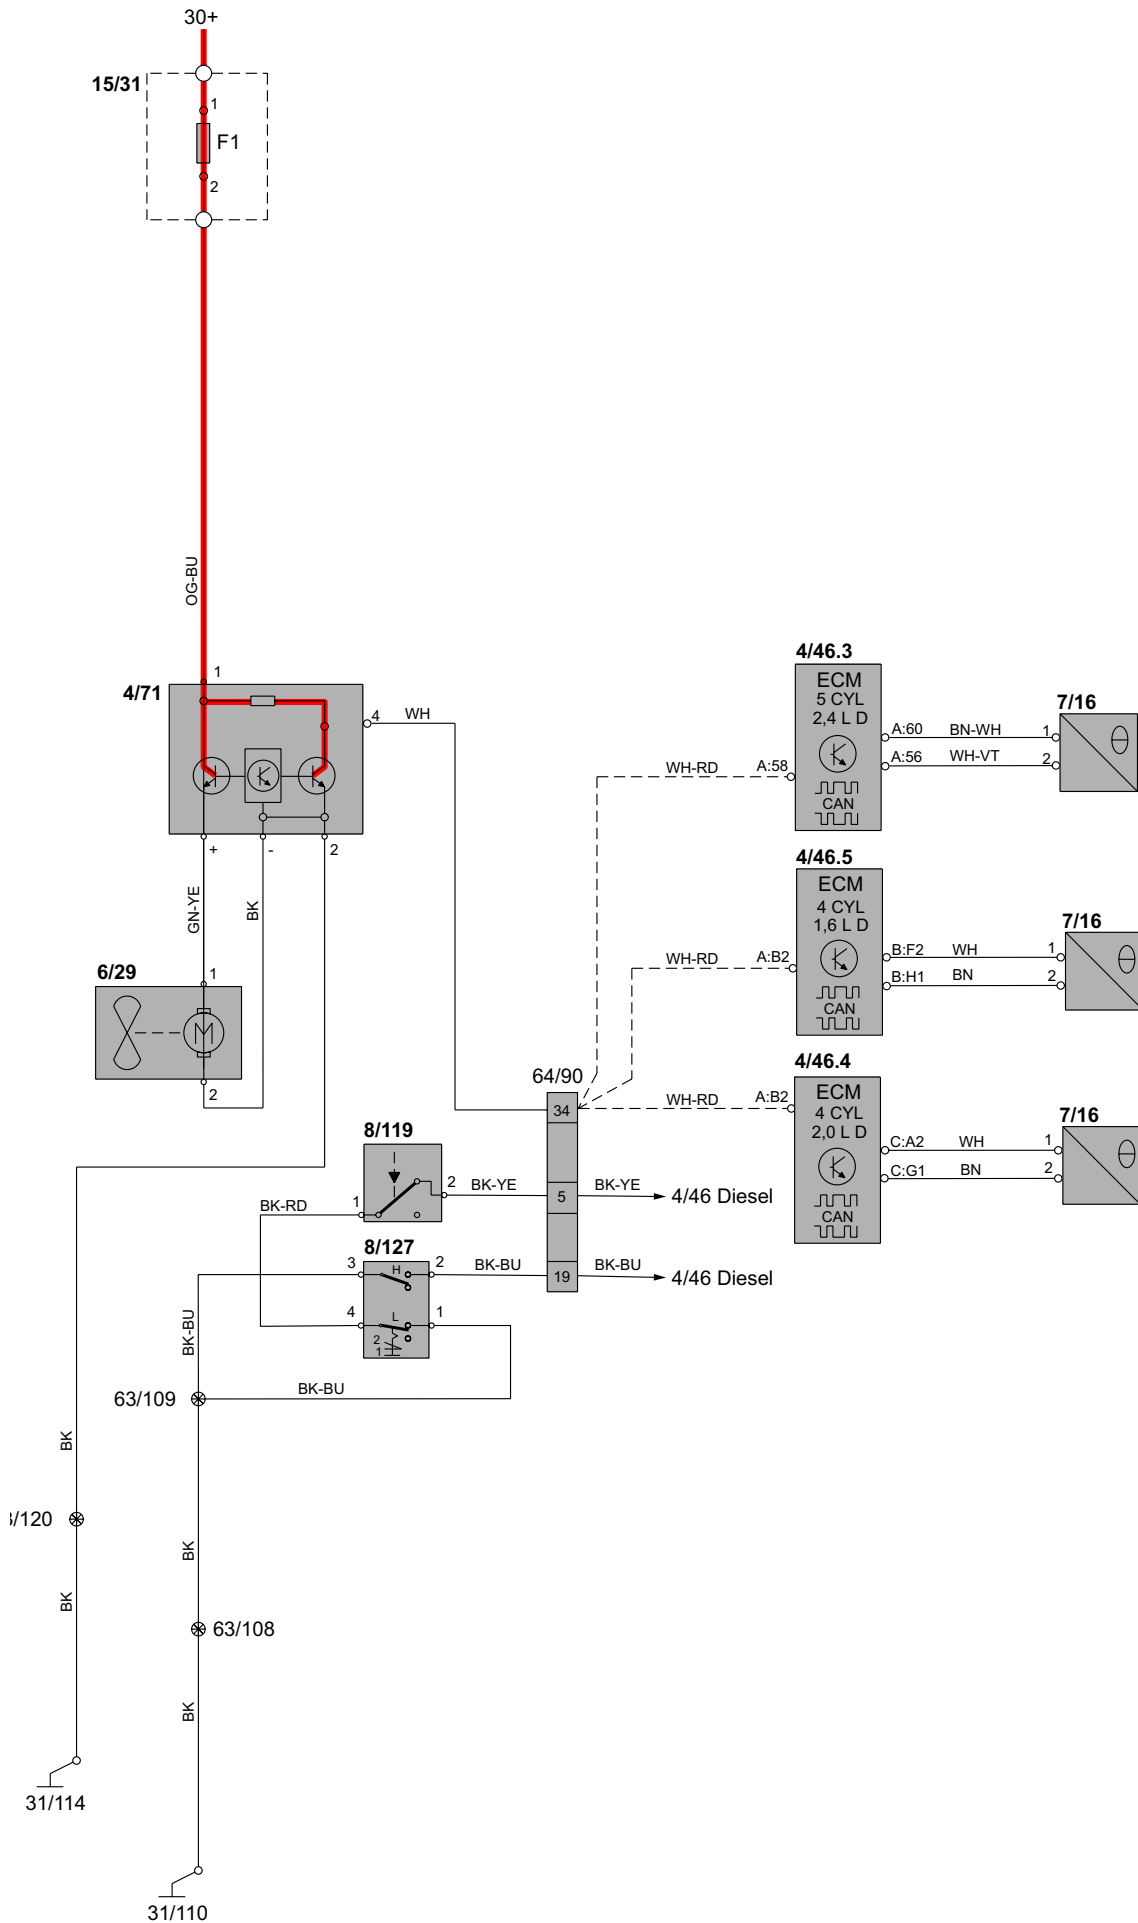 30+
15/31
1
F1
2
OG-BU
1
4/71
4
WH
+
-
2
GN-YE
BK
6/29
1
M
2
4/46.3
ECM
5 CYL
2,4 L D
CAN
WH-RD
A:58
A:60
BN-WH
1
A:56
WH-VT
2
7/16
4/46.5
ECM
4 CYL
1,6 L D
CAN
WH-RD
A:B2
B:F2
WH
1
B:H1
BN
2
7/16
4/46.4
ECM
4 CYL
2,0 L D
CAN
WH-RD
A:B2
C:A2
WH
1
C:G1
BN
2
7/16
64/90
34
5
19
8/119
1
2
BK-RD
BK-YE
BK-YE
4/46 Diesel
8/127
3
H
2
BK-BU
BK-BU
4/46 Diesel
4
L
1
2
1
BK-BU
BK-BU
63/109
BK
/120
BK
BK
63/108
BK
31/114
31/110